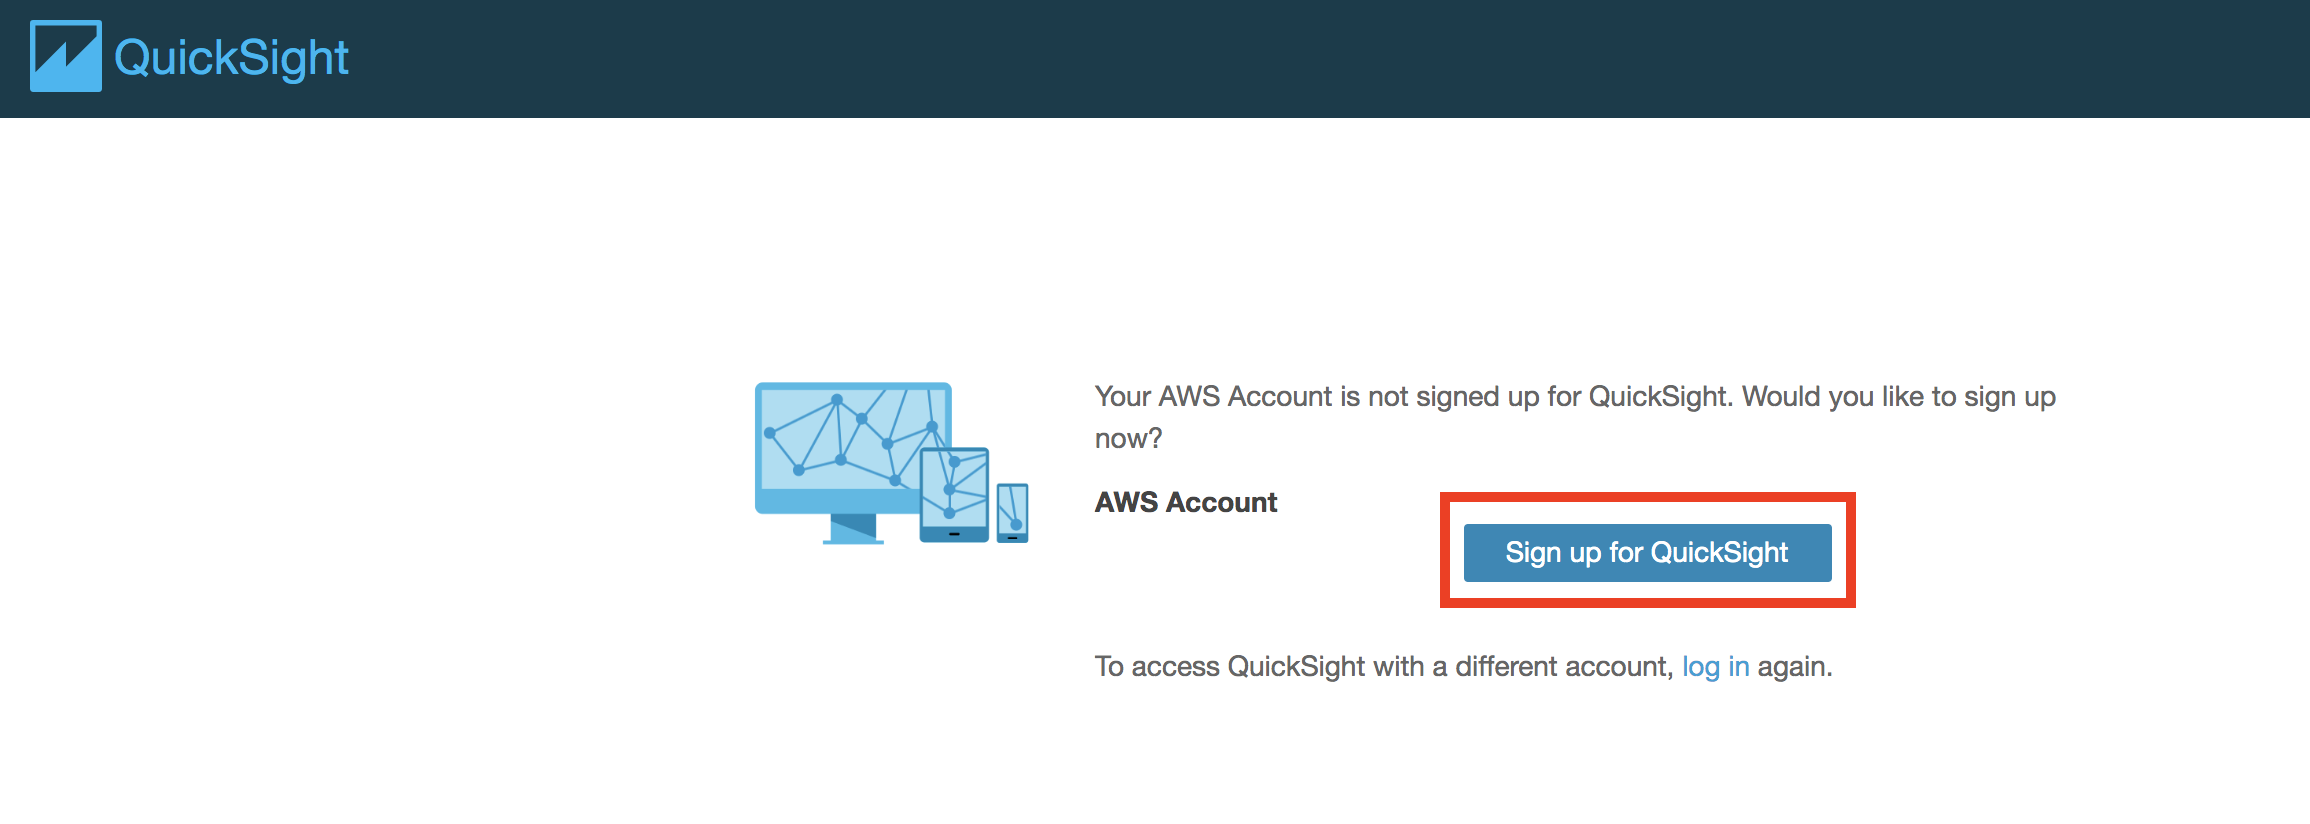 QuickSight
Your AWS Account is not signed up for QuickSight. Would you like to sign up
now?
AWS Account
Sign up for QuickSight
To access QuickSight with a different account, log in again.